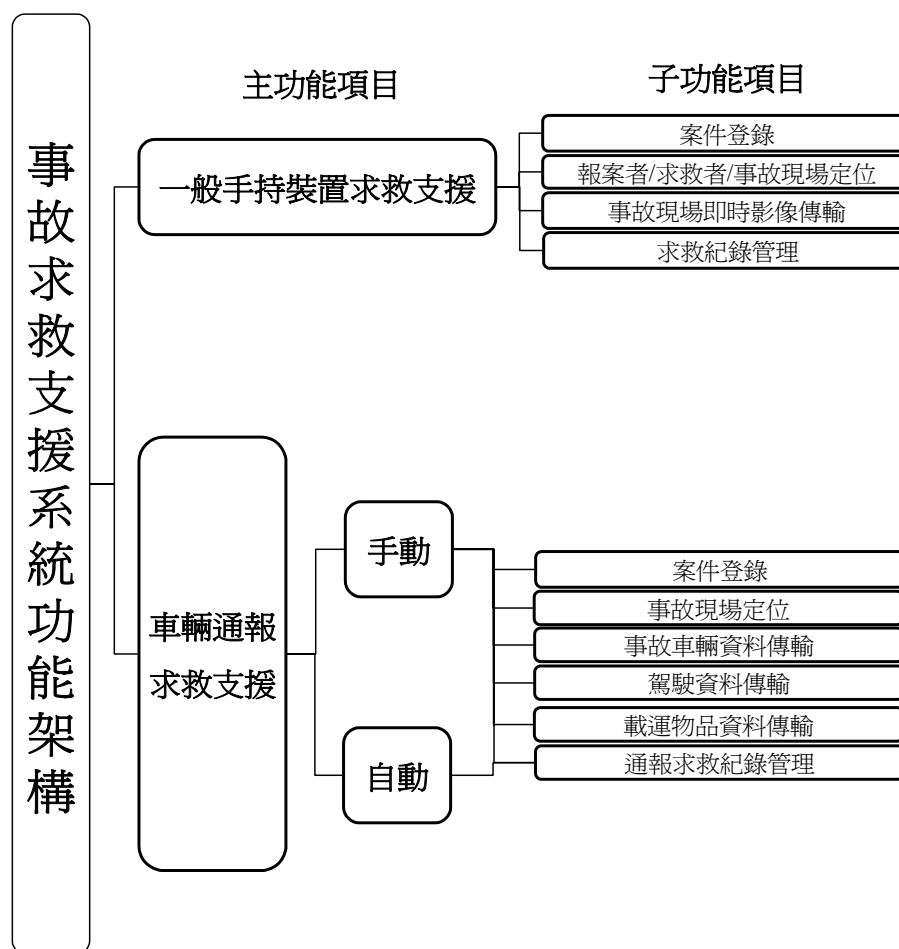 事故求救支援系統功能架構
主功能項目
子功能項目
一般手持裝置求救支援
案件登錄
報案者/求救者/事故現場定位
事故現場即時影像傳輸
求救紀錄管理
車輛通報
求救支援
手動
自動
案件登錄
事故現場定位
事故車輛資料傳輸
駕駛資料傳輸
載運物品資料傳輸
通報求救紀錄管理